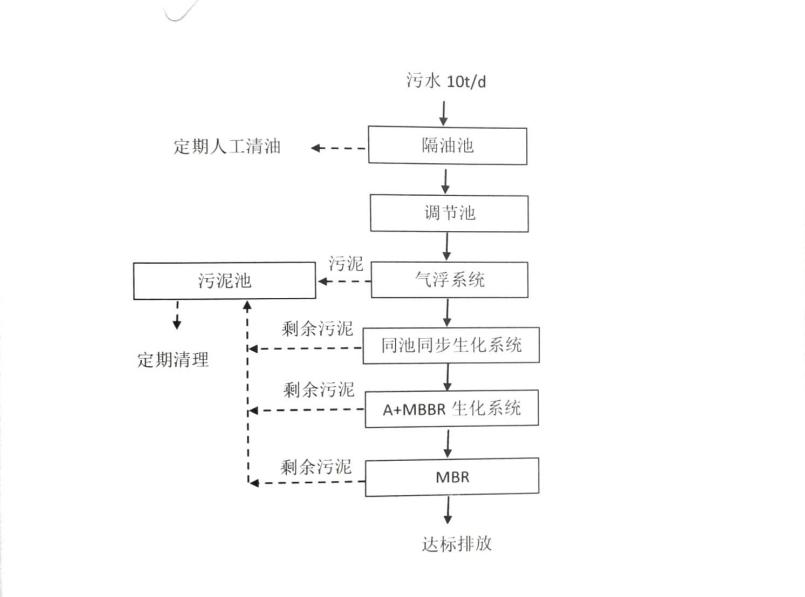 污水 10t/d
定期人工清油
隔油池
调节池
污泥
污泥池
气浮系统
剩余污泥
同池同步生化系统
定期清理
剩余污泥
A+MBBR 生化系统
剩余污泥
MBR
达标排放